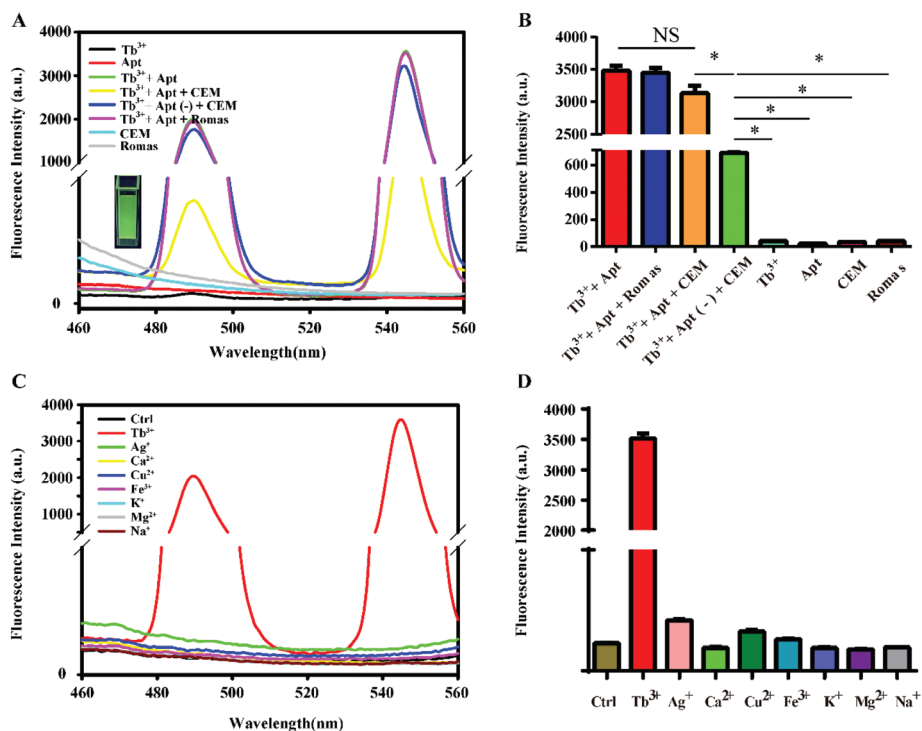 A
Fluorescence Intensity (a.u.)
4000
3000
2000
1000
0
Tb³⁺
Apt
Tb³⁺+ Apt
Tb³⁺+ Apt + CEM
Tb³⁺+ Apt (-) + CEM
Tb³⁺+ Apt + Romas
CEM
Romas
460
480
500
520
540
560
Wavelength(nm)
B
Fluorescence Intensity (a.u.)
3500
3000
2500
600
400
200
0
NS
*
*
*
*
*
Tb³⁺+ Apt
Tb³⁺+ Apt + Romas
Tb³⁺+ Apt + CEM
Tb³⁺+ Apt (-) + CEM
Tb³⁺
Apt
CEM
Romas
C
Fluorescence Intensity (a.u.)
4000
3000
2000
1000
0
Ctrl
Tb³⁺
Ag⁺
Ca²⁺
Cu²⁺
Fe³⁺
K⁺
Mg²⁺
Na⁺
460
480
500
520
540
560
Wavelength(nm)
D
Fluorescence Intensity (a.u.)
4000
3500
3000
2500
2000
Ctrl
Tb³⁺
Ag⁺
Ca²⁺
Cu²⁺
Fe³⁺
K⁺
Mg²⁺
Na⁺